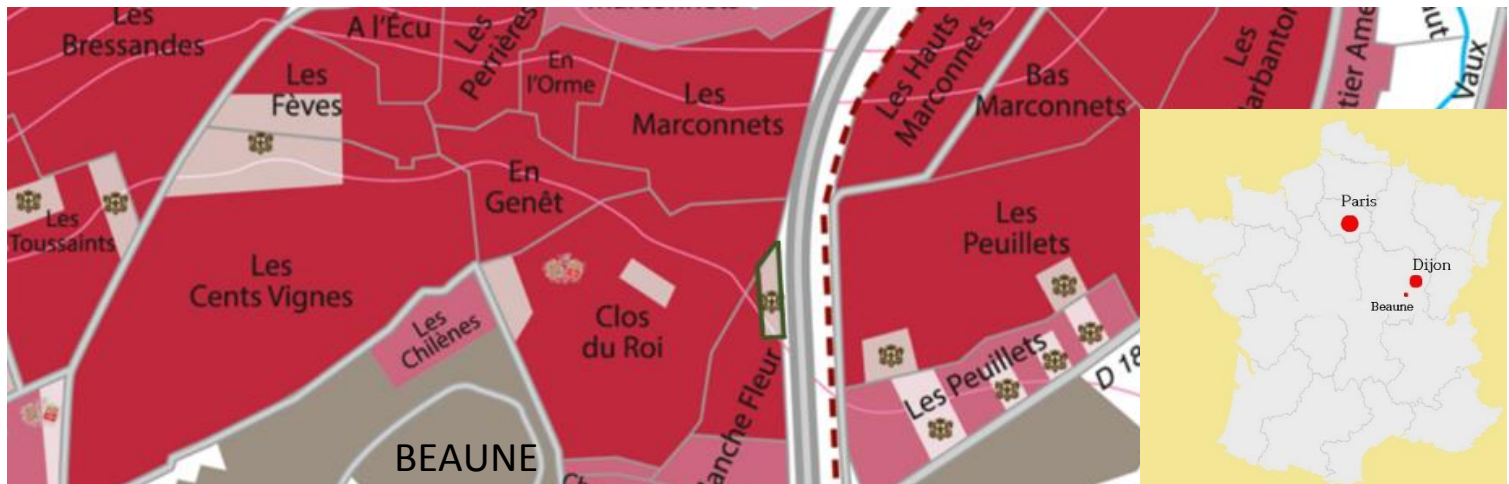 Les
Bressandes
A l'Écu
Les
Perrières
Marconnets
En
l'Orme
Les
Fèves
Les
Marconnets
Les Hauts
Marconnets
Bas
Marconnets
Les
Vaux
Les
Toussaints
En
Genêt
Les
Cents Vignes
Les
Chilènes
Clos
du Roi
Les
Peuillets
Les Peuillets
D 18
BEAUNE
Paris
Dijon
Beaune